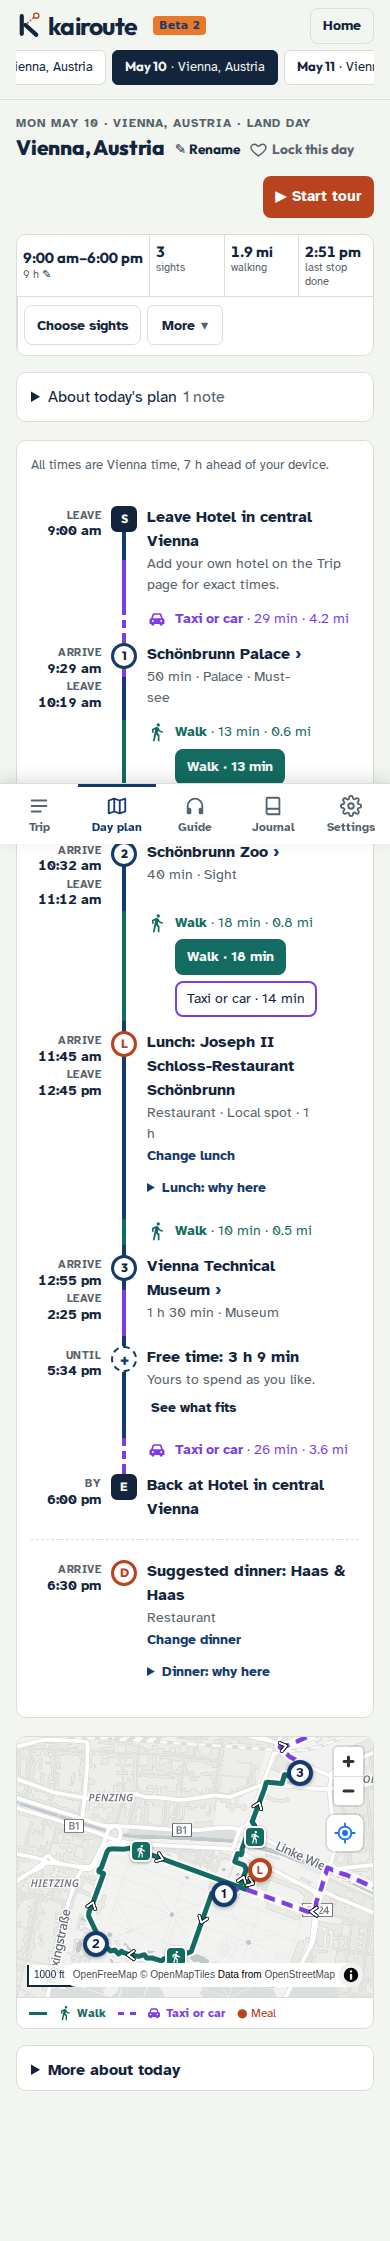 kairoute
Beta 2
Home
ienna, Austria
May 10 · Vienna, Austria
May 11 · Vienn
MON MAY 10 · VIENNA, AUSTRIA · LAND DAY
Vienna, Austria
✎ Rename
Lock this day
▶ Start tour
9:00 am–6:00 pm
9 h ✎
3
sights
1.9 mi
walking
2:51 pm
last stop
done
Choose sights
More ▾
▶ About today's plan 1 note
All times are Vienna time, 7 h ahead of your device.
LEAVE
9:00 am
S
Leave Hotel in central
Vienna
Add your own hotel on the Trip
page for exact times.
Taxi or car · 29 min · 4.2 mi
ARRIVE
9:29 am
LEAVE
10:19 am
1
Schönbrunn Palace ›
50 min · Palace · Must-
see
Walk · 13 min · 0.6 mi
Walk · 13 min
Trip
Day plan
Guide
Journal
Settings
ARRIVE
10:32 am
LEAVE
11:12 am
2
Schönbrunn Zoo ›
40 min · Sight
Walk · 18 min · 0.8 mi
Walk · 18 min
Taxi or car · 14 min
ARRIVE
11:45 am
LEAVE
12:45 pm
L
Lunch: Joseph II
Schloss-Restaurant
Schönbrunn
Restaurant · Local spot · 1
h
Change lunch
▶ Lunch: why here
Walk · 10 min · 0.5 mi
ARRIVE
12:55 pm
LEAVE
2:25 pm
3
Vienna Technical
Museum ›
1 h 30 min · Museum
UNTIL
5:34 pm
+
Free time: 3 h 9 min
Yours to spend as you like.
See what fits
Taxi or car · 26 min · 3.6 mi
BY
6:00 pm
E
Back at Hotel in central
Vienna
ARRIVE
6:30 pm
D
Suggested dinner: Haas &
Haas
Restaurant
Change dinner
▶ Dinner: why here
+
−
3
PENZING
B1
B1
Linke Wie
L
HIETZING
1
24
2
xingstraße
1000 ft
OpenFreeMap © OpenMapTiles Data from OpenStreetMap
Walk
Taxi or car
Meal
▶ More about today